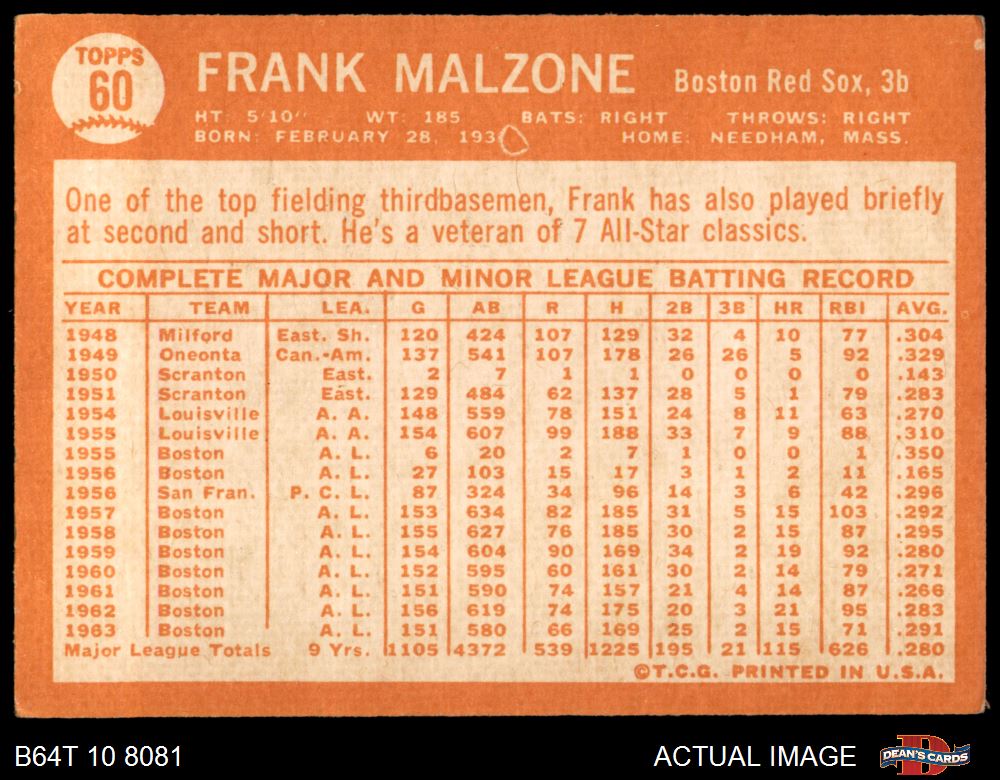 TOPPS
60
FRANK MALZONE Boston Red Sox, 3b
HT: 5'10" WT: 185 BATS: RIGHT THROWS: RIGHT
BORN: FEBRUARY 28, 1930 HOME: NEEDHAM, MASS.
One of the top fielding thirdbasemen, Frank has also played briefly
at second and short. He's a veteran of 7 All-Star classics.
COMPLETE MAJOR AND MINOR LEAGUE BATTING RECORD
YEAR TEAM LEA. G AB R H 2B 3B HR RBI AVG.
1948 Milford East. Sh. 120 424 107 129 32 4 10 77 .304
1949 Oneonta Can.-Am. 137 541 107 178 26 26 5 92 .329
1950 Scranton East. 2 7 1 1 0 0 0 0 .143
1951 Scranton East. 129 484 62 137 28 5 1 79 .283
1954 Louisville A. A. 148 559 78 151 24 8 11 63 .270
1955 Louisville A. A. 154 607 99 188 33 7 9 88 .310
1955 Boston A. L. 6 20 2 7 1 0 0 1 .350
1956 Boston A. L. 27 103 15 17 3 1 2 11 .165
1956 San Fran. P. C. L. 87 324 34 96 14 3 6 42 .296
1957 Boston A. L. 153 634 82 185 31 5 15 103 .292
1958 Boston A. L. 155 627 76 185 30 2 15 87 .295
1959 Boston A. L. 154 604 90 169 34 2 19 92 .280
1960 Boston A. L. 152 595 60 161 30 2 14 79 .271
1961 Boston A. L. 151 590 74 157 21 4 14 87 .266
1962 Boston A. L. 156 619 74 175 20 3 21 95 .283
1963 Boston A. L. 151 580 66 169 25 2 15 71 .291
Major League Totals 9 Yrs. 1105 4372 539 1225 195 21 115 626 .280
©T.C.G. PRINTED IN U.S.A.
B64T 10 8081 ACTUAL IMAGE DEAN'S CARDS